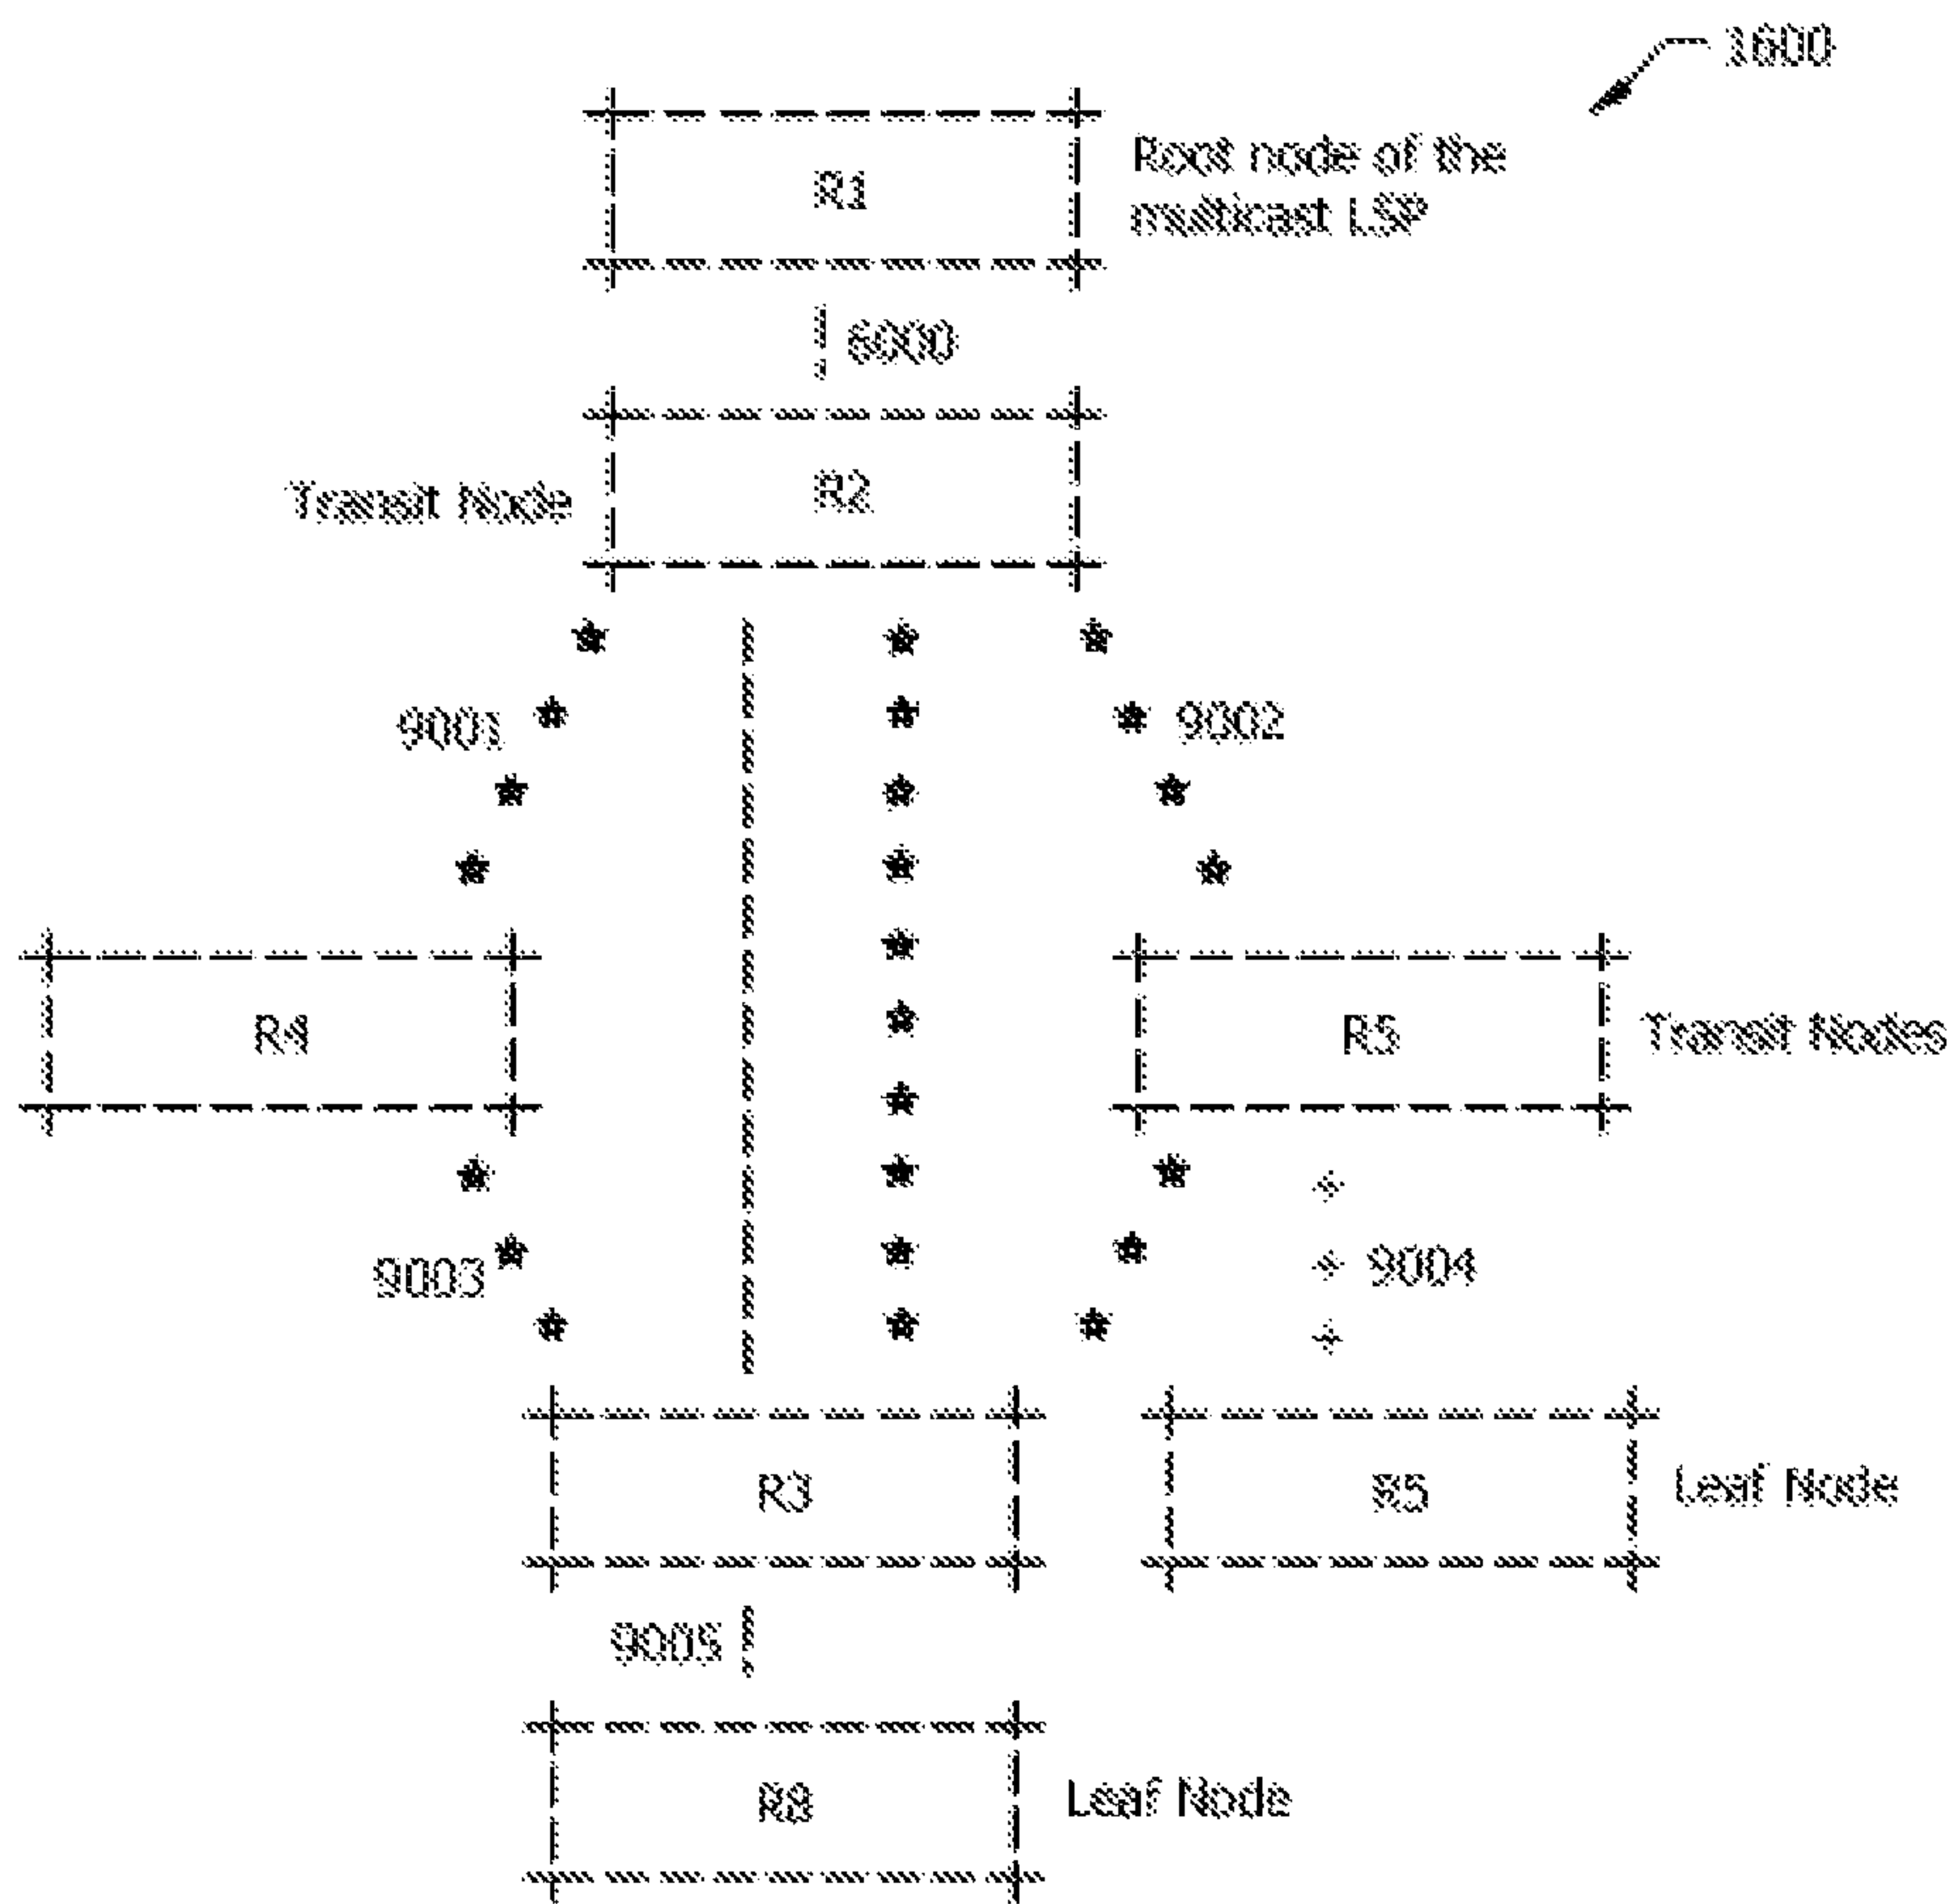 1600
R1
Root node of the
multicast LSP
6000
Transit Node
R2
9001
9002
R4
R5
Transit Nodes
9003
9004
R3
R5
Leaf Node
9005
R8
Leaf Node